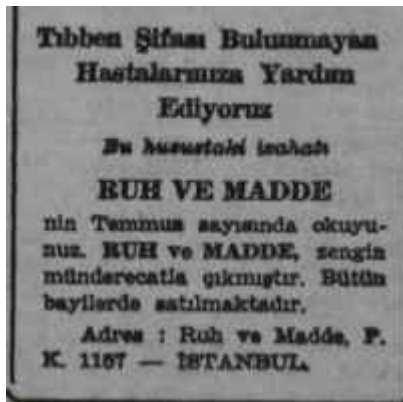 Tıbben Şifası Bulunmayan
Hastalarınıza Yardım
Ediyoruz
Bu husustaki izahatı
RUH VE MADDE
nin Temmuz sayısında okuyu-
nuz. RUH ve MADDE, zengin
münderecatla çıkmıştır. Bütün
bayilerde satılmaktadır.
Adres : Ruh ve Madde, P.
K. 1157 — İSTANBUL